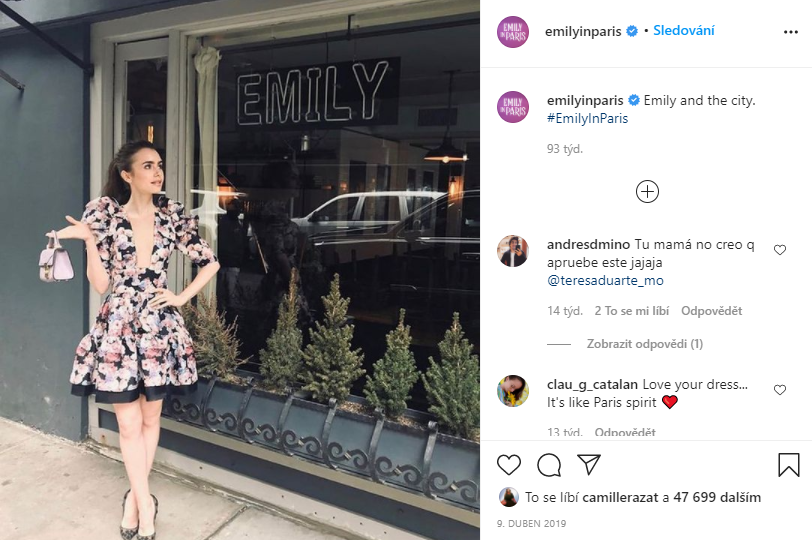 EMILY
EMILY
IN
PARIS
emilyinparis • Sledování
EMILY
IN
PARIS
emilyinparis Emily and the city.
#EmilyInParis
93 týd.
andresdmino Tu mamá no creo q
apruebe este jajaja
@teresaduarte_mo
14 týd. 2 To se mi líbí Odpovědět
Zobrazit odpovědi (1)
clau_g_catalan Love your dress...
It's like Paris spirit ❤️
13 týd. Odpovědět
To se líbí camillerazat a 47 699 dalším
9. DUBEN 2019